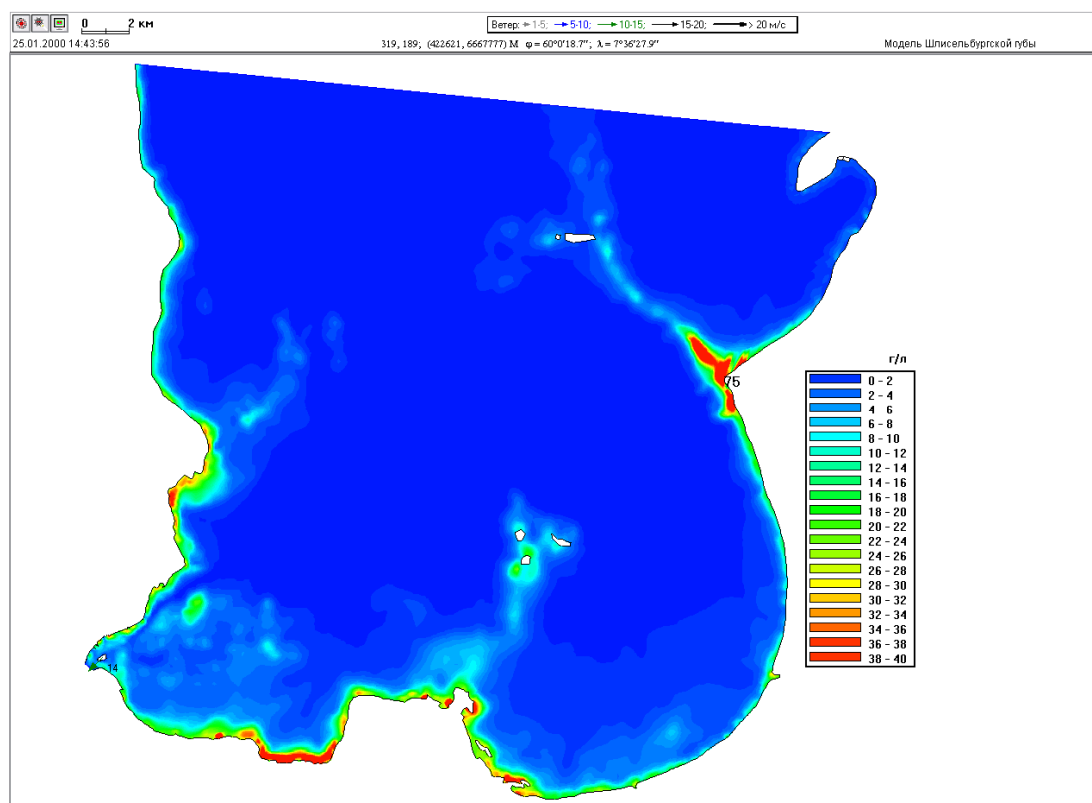 0 2 км
Ветер: 1-5; 5-10; 10-15; 15-20; > 20 м/с
25.01.2000 14:43:56
319, 189; (422621, 6667777) М φ = 60°0'18.7"; λ = 7°36'27.9"
Модель Шлисельбургской губы
г/л
75
0 - 2
2 - 4
4 6
6 - 8
8 - 10
10 - 12
12 - 14
14 - 16
16 - 18
18 - 20
20 - 22
22 - 24
24 - 26
26 - 28
28 - 30
30 - 32
32 - 34
34 - 36
36 - 38
38 - 40
14